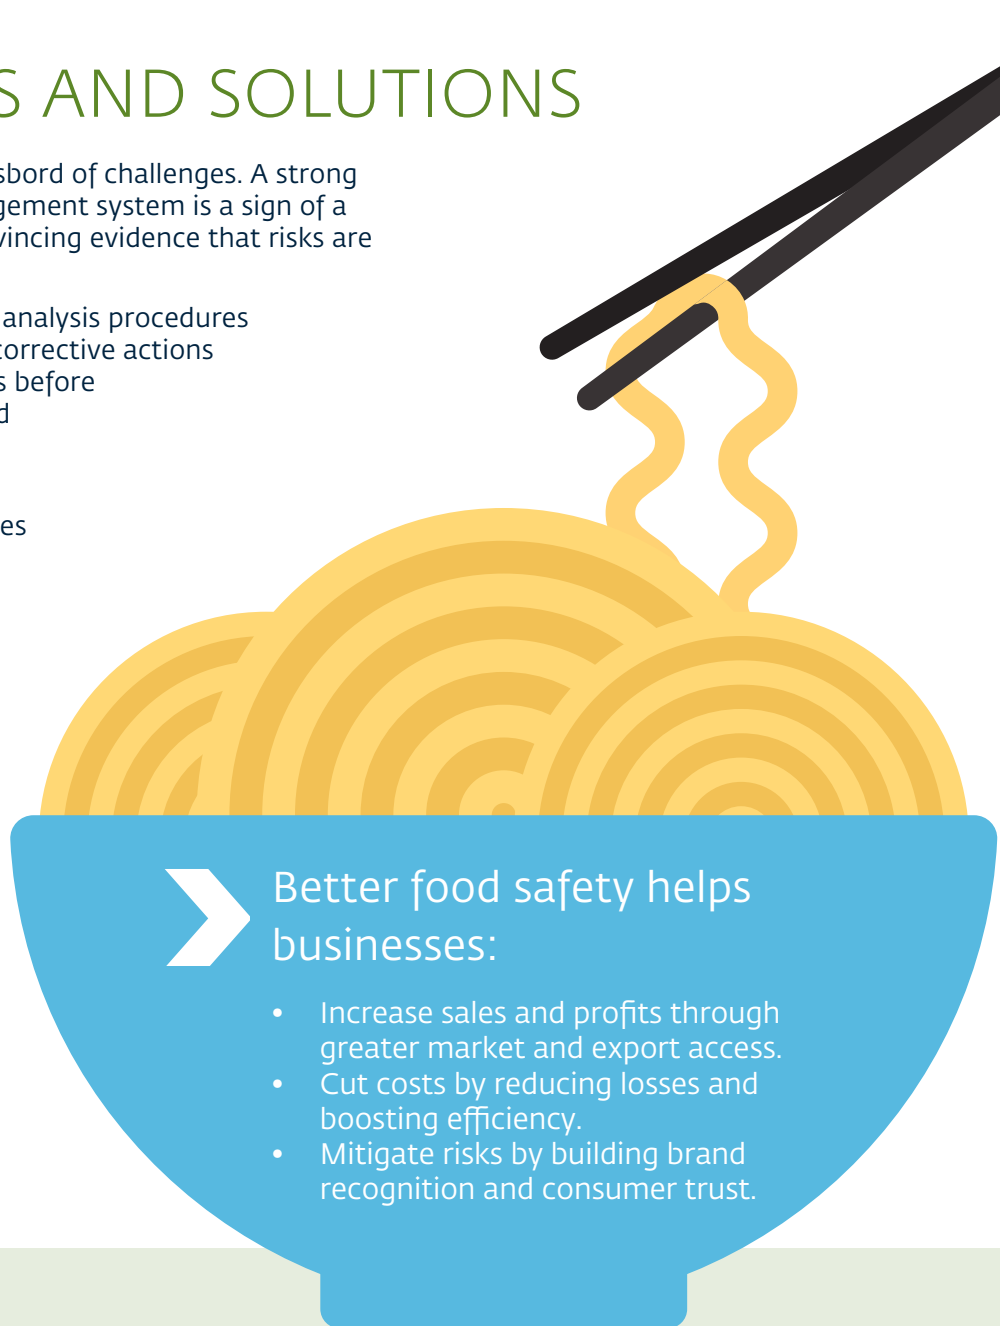 S AND SOLUTIONS
sbord of challenges. A strong
gement system is a sign of a
vincing evidence that risks are
analysis procedures
corrective actions
s before
d
es
Better food safety helps
businesses:
• Increase sales and profits through
greater market and export access.
• Cut costs by reducing losses and
boosting efficiency.
• Mitigate risks by building brand
recognition and consumer trust.